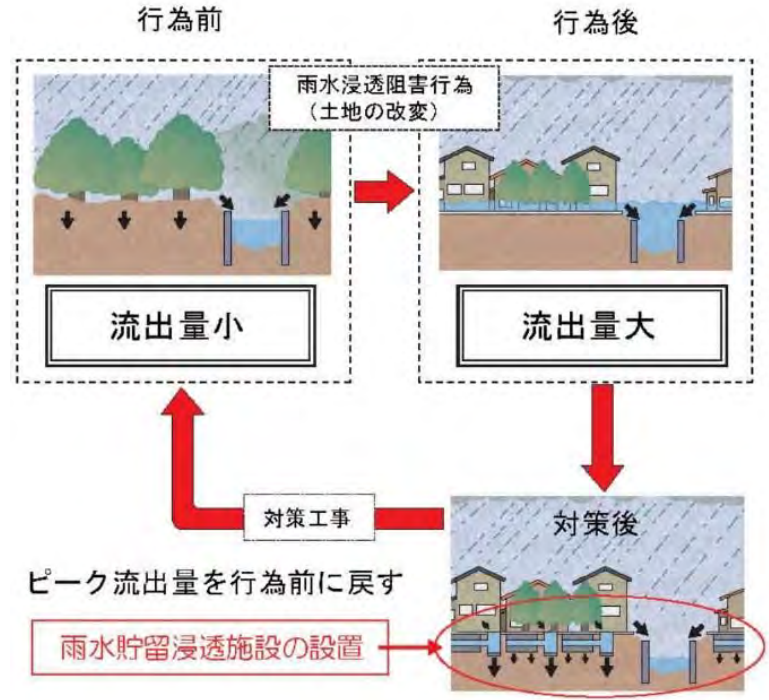 行為前
行為後
雨水浸透阻害行為
（土地の改変）
流出量小
流出量大
対策工事
対策後
ピーク流出量を行為前に戻す
雨水貯留浸透施設の設置